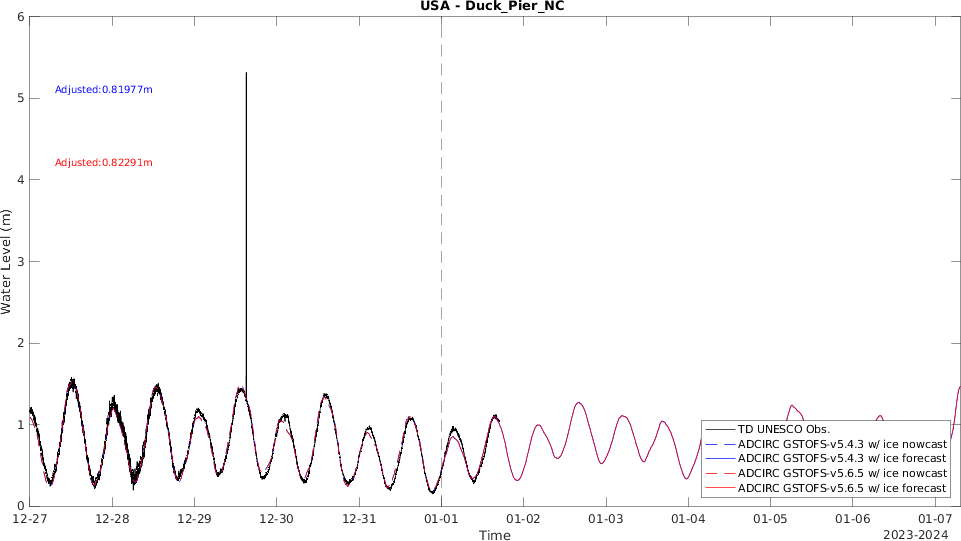 USA - Duck_Pier_NC
6
5
4
3
2
1
0
Water Level (m)
Adjusted:0.81977m
Adjusted:0.82291m
TD UNESCO Obs.
ADCIRC GSTOFS-v5.4.3 w/ ice nowcast
ADCIRC GSTOFS-v5.4.3 w/ ice forecast
ADCIRC GSTOFS-v5.6.5 w/ ice nowcast
ADCIRC GSTOFS-v5.6.5 w/ ice forecast
12-27 12-28 12-29 12-30 12-31 01-01 01-02 01-03 01-04 01-05 01-06 01-07
Time
2023-2024